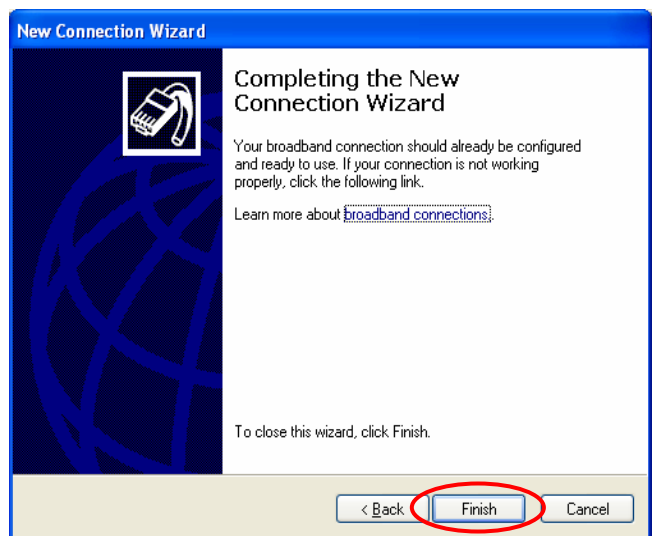 New Connection Wizard
Completing the New
Connection Wizard
Your broadband connection should already be configured
and ready to use. If your connection is not working
properly, click the following link.
Learn more about broadband connections.
To close this wizard, click Finish.
< Back
Finish
Cancel